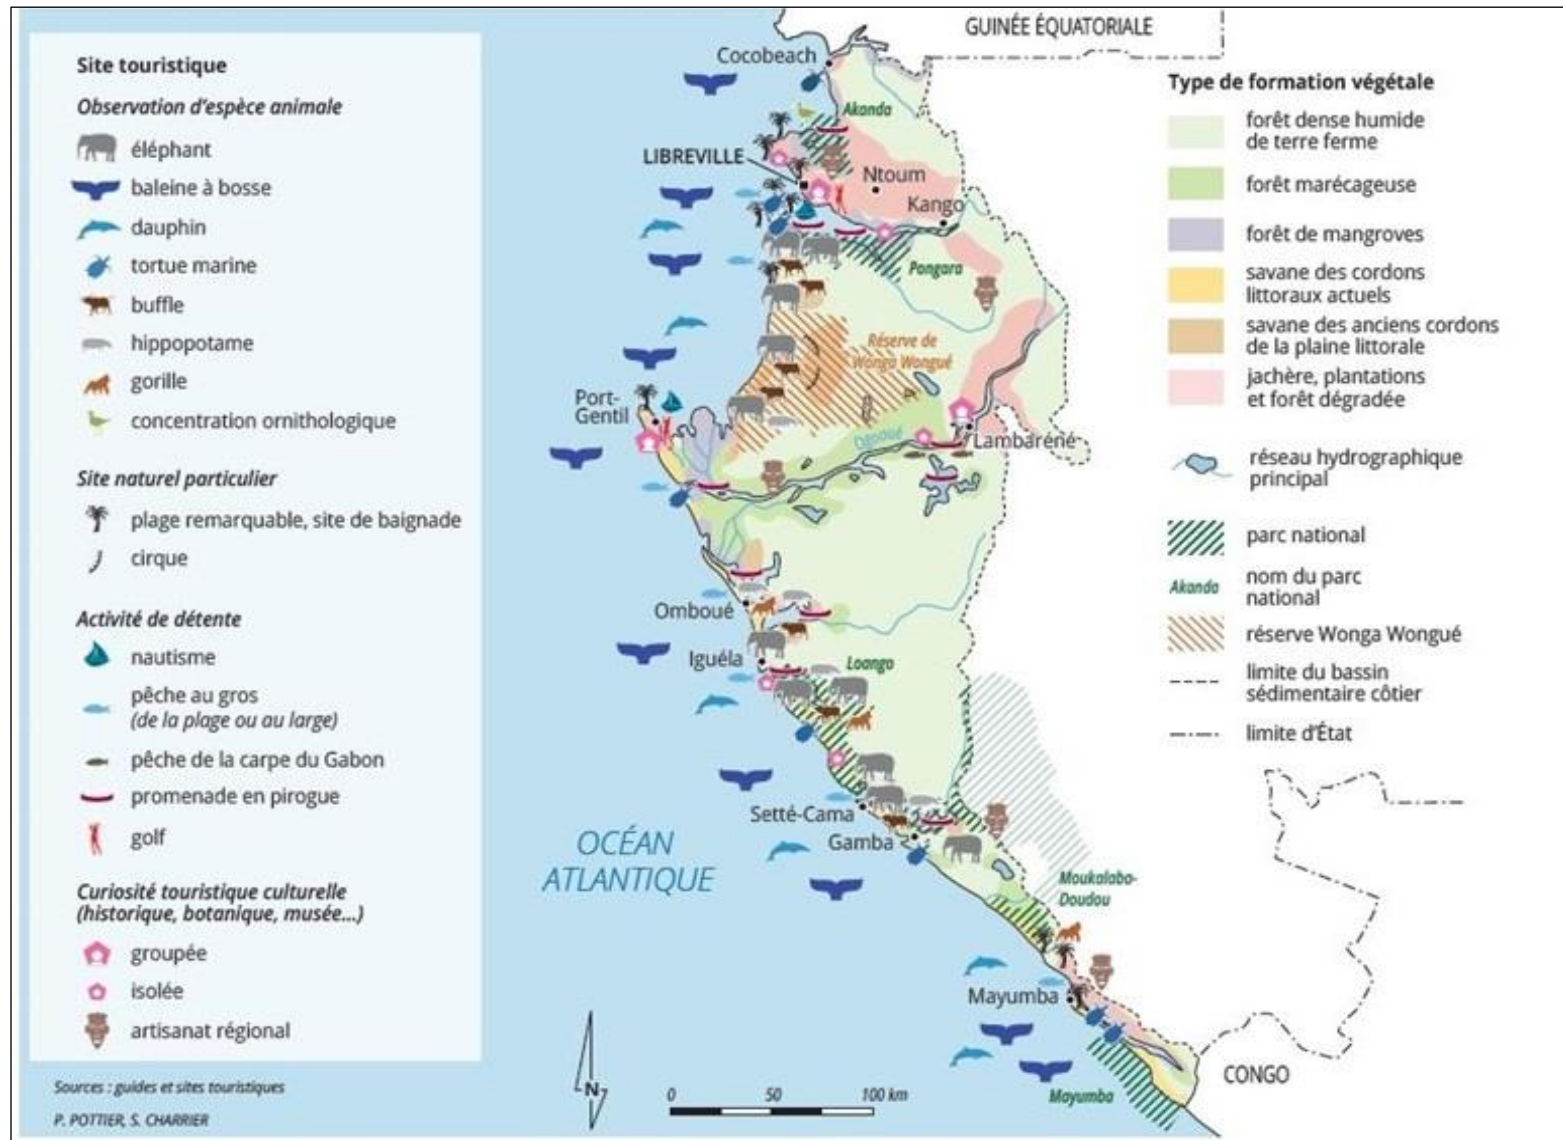 Site touristique
Observation d'espèce animale
éléphant
baleine à bosse
dauphin
tortue marine
buffle
hippopotame
gorille
concentration ornithologique
Site naturel particulier
plage remarquable, site de baignade
cirque
Activité de détente
nautisme
pêche au gros
(de la plage ou au large)
pêche de la carpe du Gabon
promenade en pirogue
golf
Curiosité touristique culturelle
(historique, botanique, musée...)
groupée
isolée
artisanat régional
Sources : guides et sites touristiques
P. POTTIER, S. CHARRIER
GUINÉE ÉQUATORIALE
Cocobeach
Akanda
LIBREVILLE
Ntoum
Kango
Pongara
Réserve de
Wonga Wongué
Port-
Gentil
Ogooué
Lambaréné
Omboué
Iguéla
Loango
Setté-Cama
Gamba
OCÉAN
ATLANTIQUE
Moukalaba-
Doudou
Mayumba
Mayumba
CONGO
N
0 50 100 km
Type de formation végétale
forêt dense humide
de terre ferme
forêt marécageuse
forêt de mangroves
savane des cordons
littoraux actuels
savane des anciens cordons
de la plaine littorale
jachère, plantations
et forêt dégradée
réseau hydrographique
principal
parc national
Akanda
nom du parc
national
réserve Wonga Wongué
limite du bassin
sédimentaire côtier
limite d'État